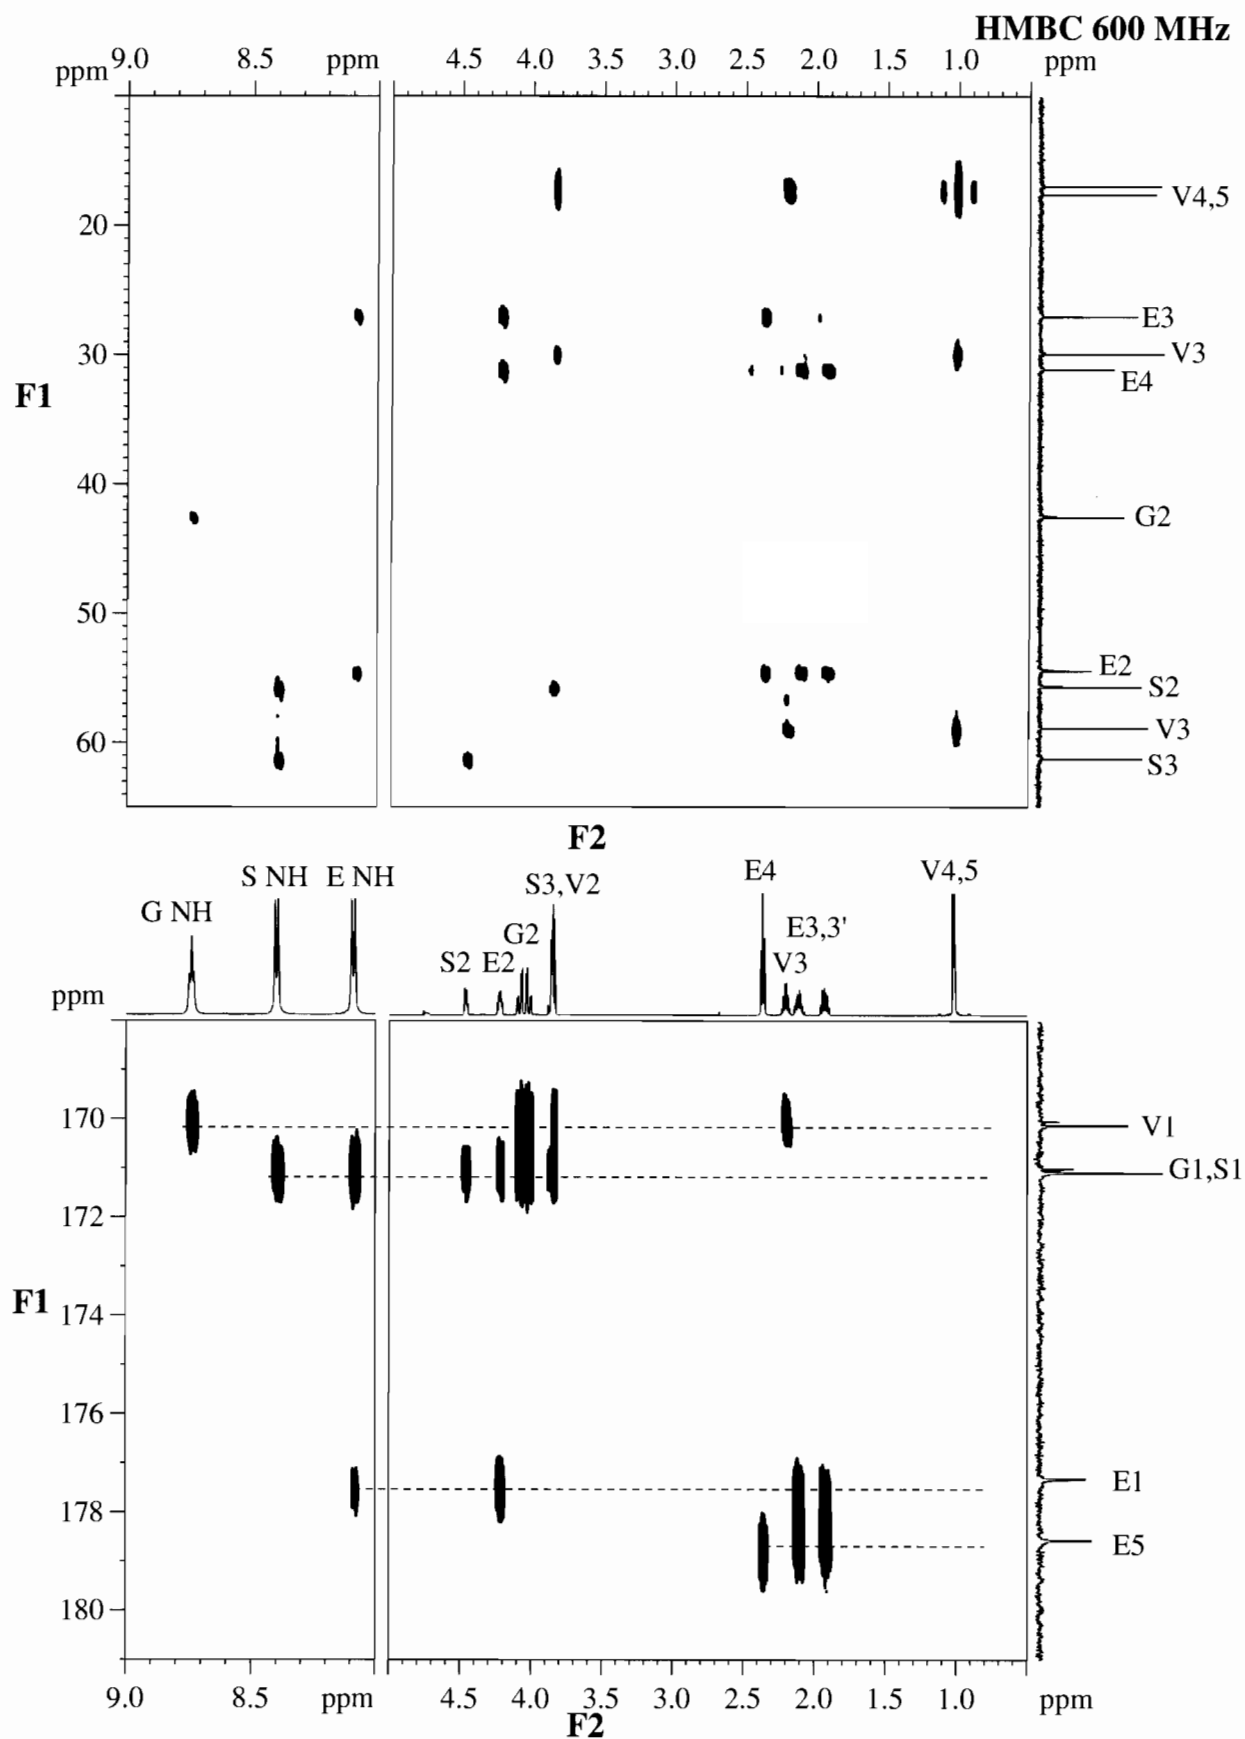 HMBC 600 MHz
ppm 9.0 8.5 ppm 4.5 4.0 3.5 3.0 2.5 2.0 1.5 1.0 ppm
V4,5
20
E3
30
V3
E4
F1
40
G2
50
E2
S2
60
V3
S3
F2
S NH E NH
G NH
S3,V2
E4
V4,5
G2
E3,3'
S2 E2
V3
ppm
170
V1
G1,S1
172
F1
174
176
E1
178
E5
180
9.0 8.5 ppm 4.5 4.0 3.5 3.0 2.5 2.0 1.5 1.0 ppm
F2